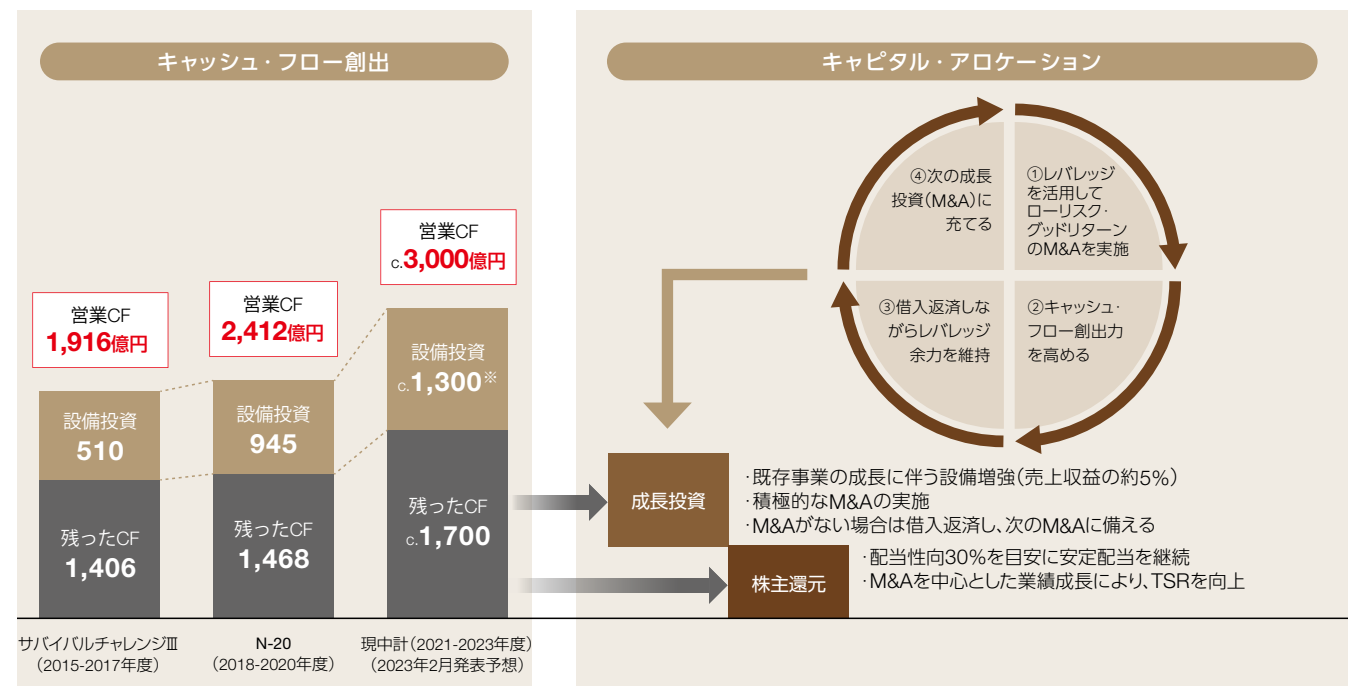 キャッシュ・フロー創出
営業CF
1,916億円
設備投資
510
残ったCF
1,406
サバイバルチャレンジⅢ
(2015-2017年度)
営業CF
2,412億円
設備投資
945
残ったCF
1,468
N-20
(2018-2020年度)
営業CF
c.3,000億円
設備投資
c.1,300※
残ったCF
c.1,700
現中計(2021-2023年度)
(2023年2月発表予想)
キャピタル・アロケーション
①レバレッジ
を活用して
ローリスク・
グッドリターン
のM&Aを実施
②キャッシュ・
フロー創出力
を高める
③借入返済しな
がらレバレッジ
余力を維持
④次の成長
投資(M&A)に
充てる
成長投資
・既存事業の成長に伴う設備増強(売上収益の約5%)
・積極的なM&Aの実施
・M&Aがない場合は借入返済し、次のM&Aに備える
株主還元
・配当性向30%を目安に安定配当を継続
・M&Aを中心とした業績成長により、TSRを向上